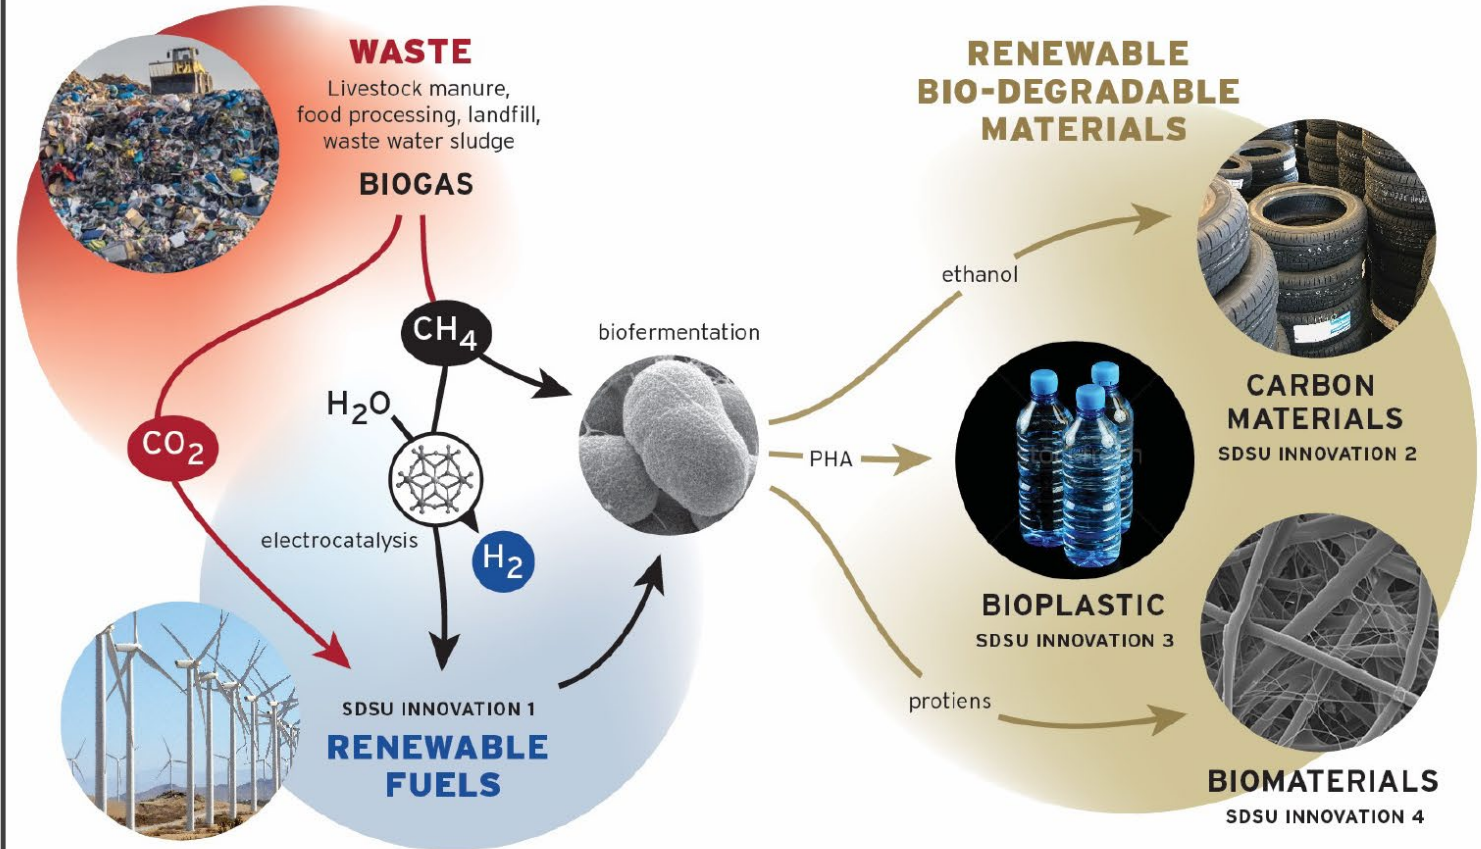 WASTE
Livestock manure,
food processing, landfill,
waste water sludge
BIOGAS
CH4
CO2
H2O
electrocatalysis
H2
SDSU INNOVATION 1
RENEWABLE
FUELS
biofermentation
RENEWABLE
BIO-DEGRADABLE
MATERIALS
ethanol
CARBON
MATERIALS
SDSU INNOVATION 2
PHA
BIOPLASTIC
SDSU INNOVATION 3
protiens
BIOMATERIALS
SDSU INNOVATION 4